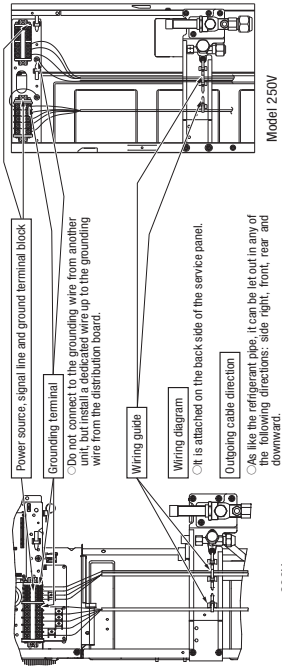 Power source, signal line and ground terminal block
Grounding terminal
○Do not connect to the grounding wire from another
unit, but install a dedicated wire up to the grounding
wire from the distribution board.
Wiring guide
Wiring diagram
○It is attached on the back side of the service panel.
Outgoing cable direction
○As like the refrigerant pipe, it can be let out in any of
the following directions: side right, front, rear and
downward.
Model 250V